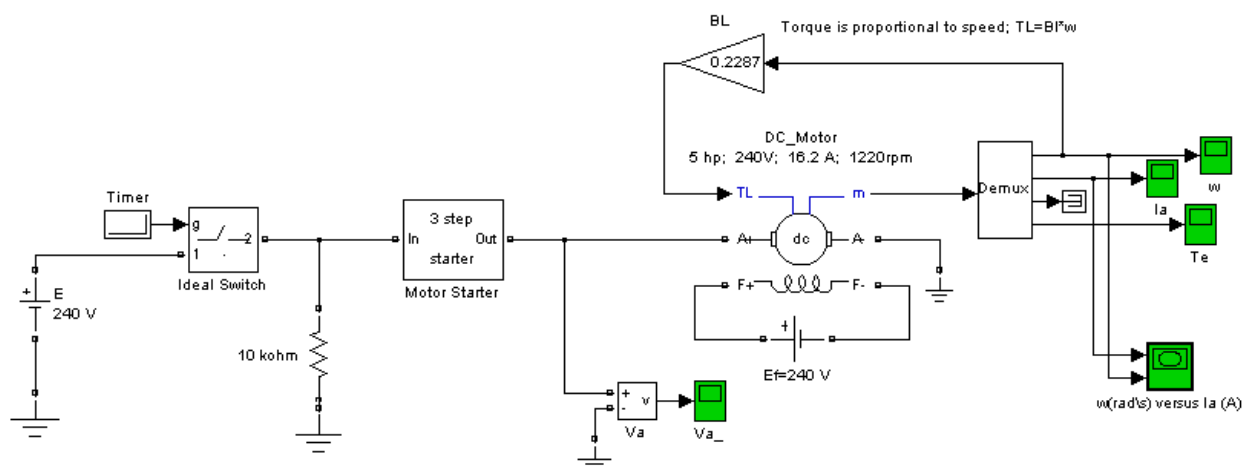 BL
Torque is proportional to speed; TL=Bl*w
0.2287
DC_Motor
5 hp; 240V; 16.2 A; 1220rpm
w
Timer
TL
m
Demux
Ia
g
3 step
2
In
Out
A+
dc
A-
1
starter
Te
Ideal Switch
Motor Starter
+
E
F+
F-
240 V
+
10 kohm
Ef=240 V
+
v
-
w(rad\s) versus Ia (A)
Va
Va_